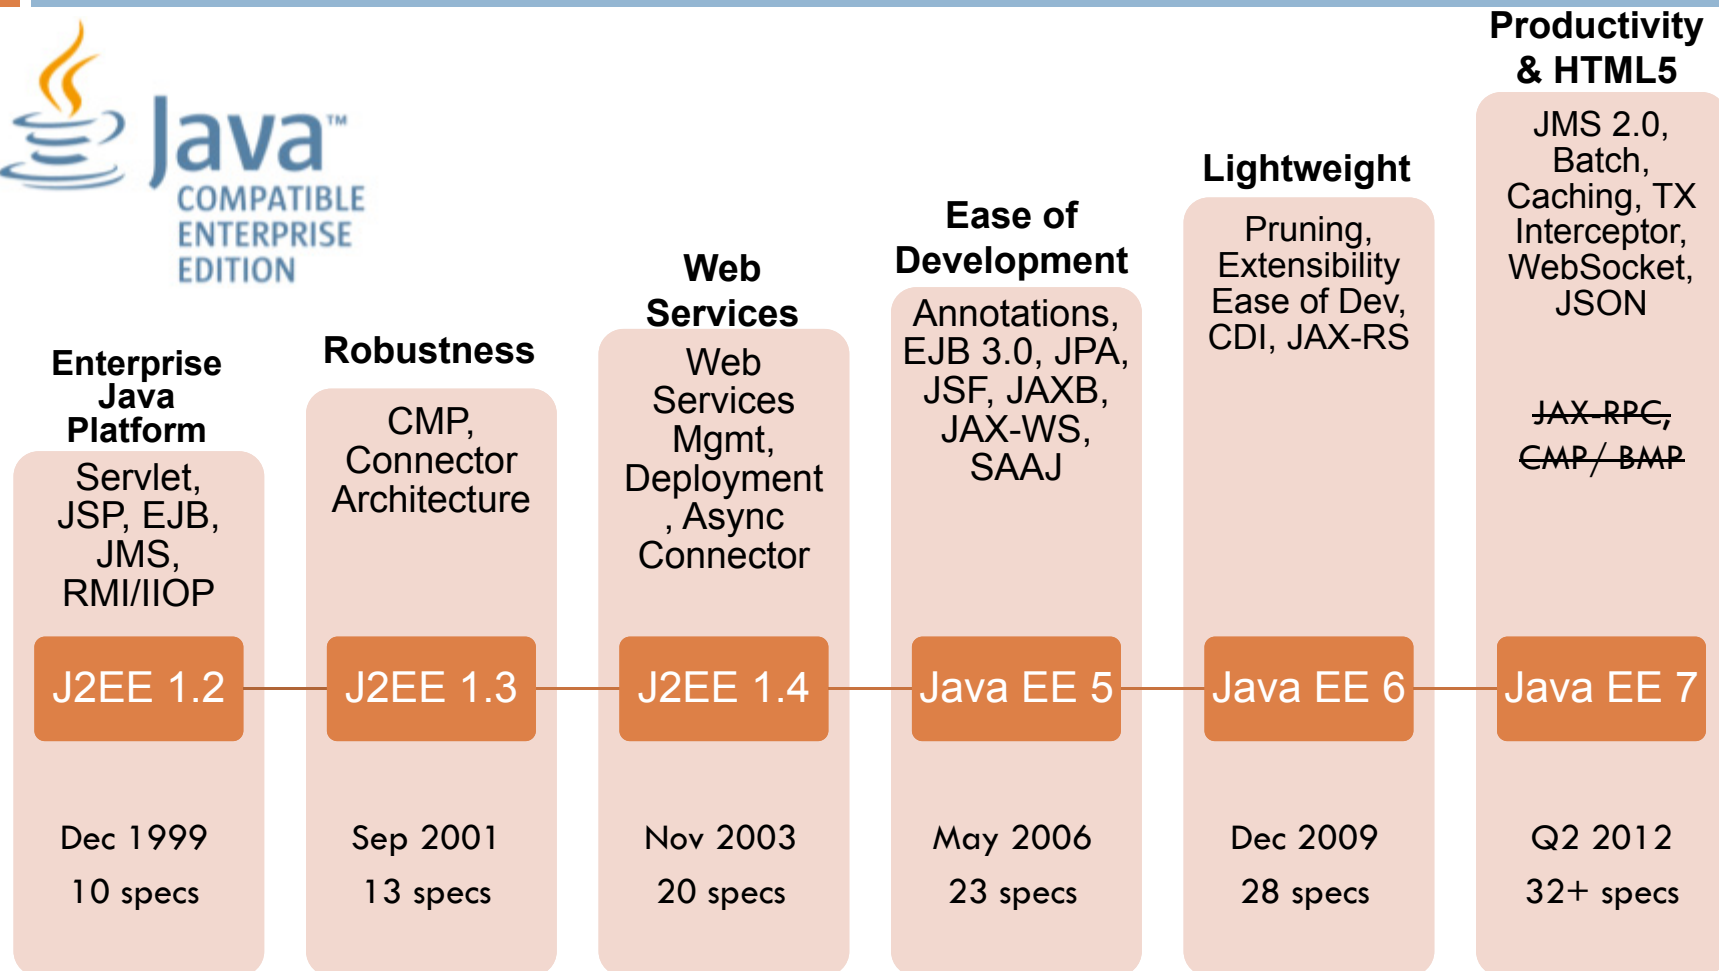 Java™
COMPATIBLE
ENTERPRISE
EDITION
Enterprise
Java
Platform
Servlet,
JSP, EJB,
JMS,
RMI/IIOP
J2EE 1.2
Dec 1999
10 specs
Robustness
CMP,
Connector
Architecture
J2EE 1.3
Sep 2001
13 specs
Web
Services
Web
Services
Mgmt,
Deployment
, Async
Connector
J2EE 1.4
Nov 2003
20 specs
Ease of
Development
Annotations,
EJB 3.0, JPA,
JSF, JAXB,
JAX-WS,
SAAJ
Java EE 5
May 2006
23 specs
Lightweight
Pruning,
Extensibility
Ease of Dev,
CDI, JAX-RS
Java EE 6
Dec 2009
28 specs
Productivity
& HTML5
JMS 2.0,
Batch,
Caching, TX
Interceptor,
WebSocket,
JSON
JAX-RPC,
CMP/ BMP
Java EE 7
Q2 2012
32+ specs